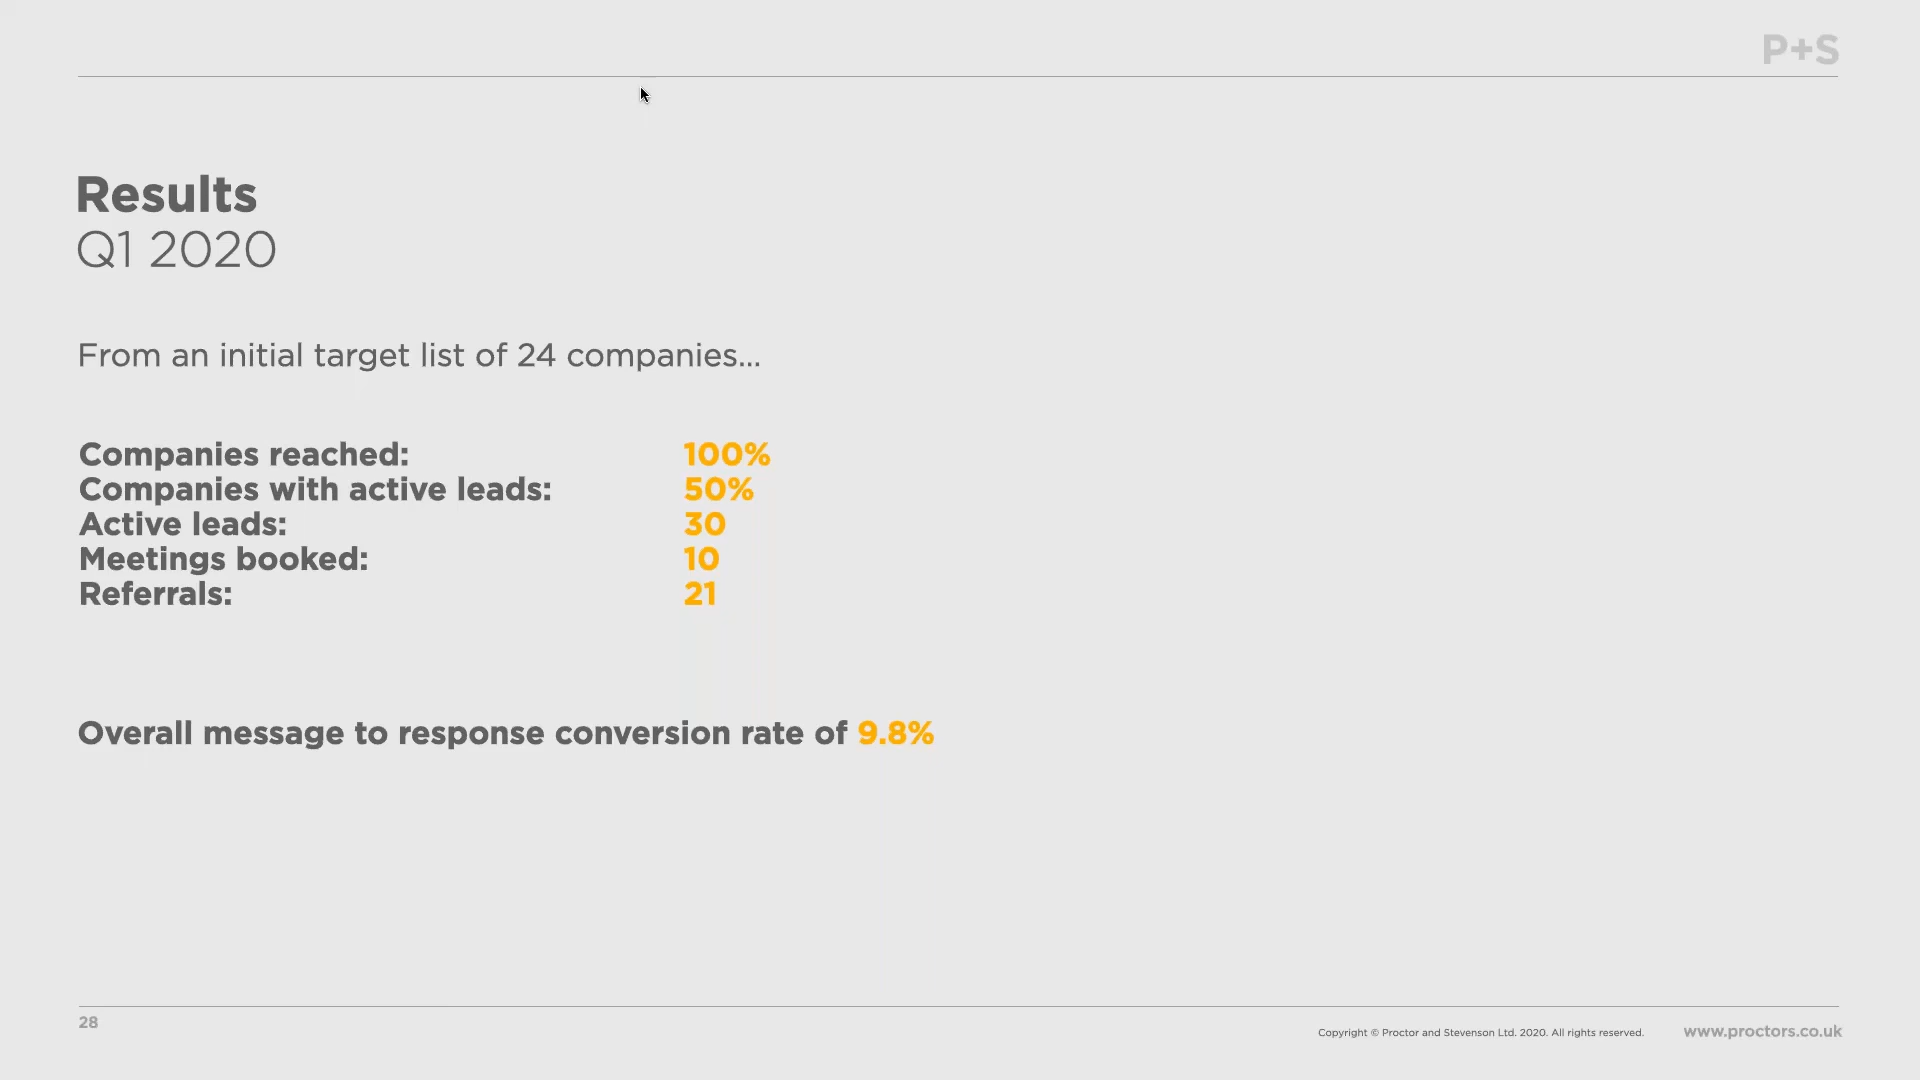 P+S
Results
Q1 2020
From an initial target list of 24 companies...
Companies reached: 100%
Companies with active leads: 50%
Active leads: 30
Meetings booked: 10
Referrals: 21
Overall message to response conversion rate of 9.8%
28
Copyright © Proctor and Stevenson Ltd. 2020. All rights reserved. www.proctors.co.uk